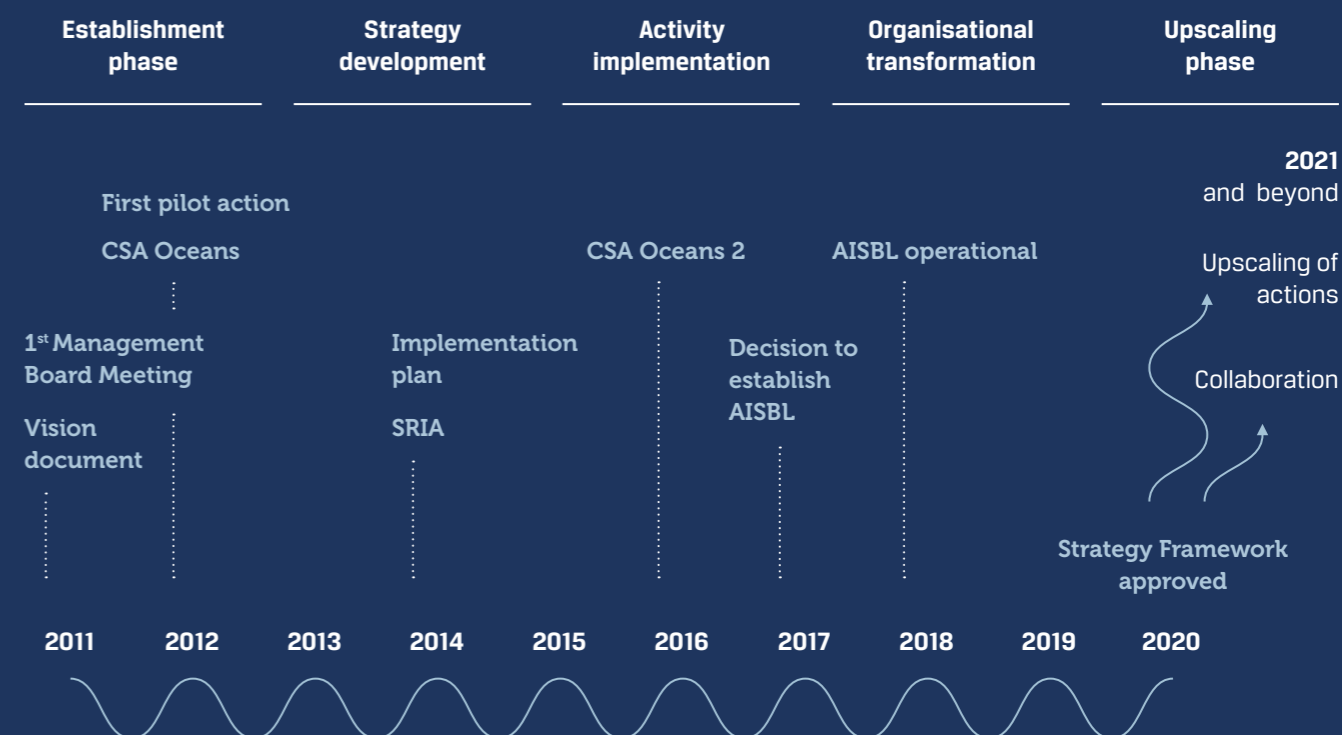 Establishment
phase
Strategy
development
Activity
implementation
Organisational
transformation
Upscaling
phase
2021
and beyond
First pilot action
CSA Oceans
CSA Oceans 2
AISBL operational
Upscaling of
actions
1st Management
Board Meeting
Implementation
plan
Decision to
establish
AISBL
Collaboration
Vision
document
SRIA
Strategy Framework
approved
2011
2012
2013
2014
2015
2016
2017
2018
2019
2020